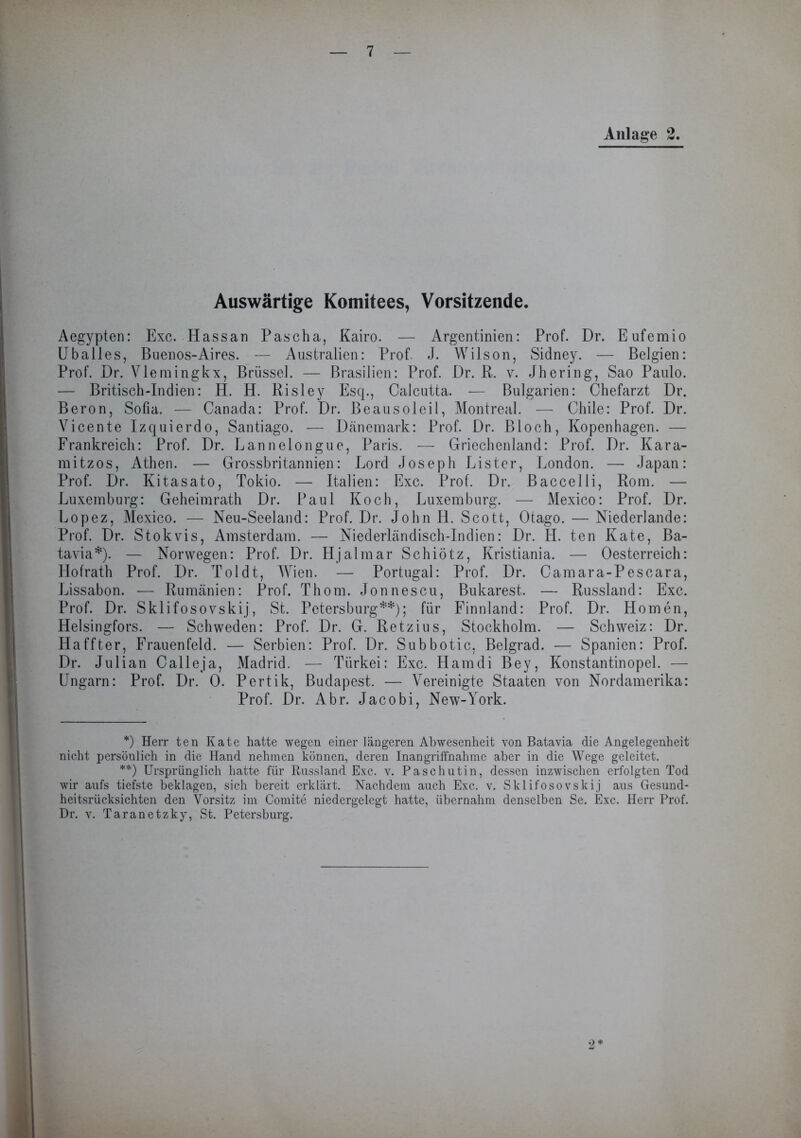 — 7 —
Anlage 2.
Auswärtige Komitees, Vorsitzende.
Aegypten: Exc. Hassan Pascha, Kairo. — Argentinien: Prof. Dr. Eufemio
Uballes, Buenos-Aires. — Australien: Prof. J. Wilson, Sidney. — Belgien:
Prof. Dr. Vlemingkx, Brüssel. — Brasilien: Prof. Dr. R. v. Jhering, Sao Paulo.
— Britisch-Indien: H. H. Risley Esq., Calcutta. — Bulgarien: Chefarzt Dr.
Beron, Sofia. — Canada: Prof. Dr. Beausoleil, Montreal. — Chile: Prof. Dr.
Vicente Izquierdo, Santiago. — Dänemark: Prof. Dr. Bloch, Kopenhagen. —
Frankreich: Prof. Dr. Lannelongue, Paris. — Griechenland: Prof. Dr. Kara-
mitzos, Athen. — Grossbritannien: Lord Joseph Lister, London. — Japan:
Prof. Dr. Kitasato, Tokio. — Italien: Exc. Prof. Dr. Baccelli, Rom. —
Luxemburg: Geheimrath Dr. Paul Koch, Luxemburg. — Mexico: Prof. Dr.
Lopez, Mexico. — Neu-Seeland: Prof. Dr. John H. Scott, Otago. — Niederlande:
Prof. Dr. Stokvis, Amsterdam. — Niederländisch-Indien: Dr. H. ten Kate, Ba-
tavia*). — Norwegen: Prof. Dr. Hjalmar Schiötz, Kristiania. — Oesterreich:
Hofrath Prof. Dr. Toldt, Wien. — Portugal: Prof. Dr. Camara-Pescara,
Lissabon. — Rumänien: Prof. Thom. Jonnescu, Bukarest. — Russland: Exc.
Prof. Dr. Sklifosovskij, St. Petersburg**); für Finnland: Prof. Dr. Homén,
Helsingfors. — Schweden: Prof. Dr. G. Retzius, Stockholm. — Schweiz: Dr.
Haffter, Frauenfeld. — Serbien: Prof. Dr. Subbotic, Belgrad. — Spanien: Prof.
Dr. Julian Calleja, Madrid. — Türkei: Exc. Hamdi Bey, Konstantinopel. —
Ungarn: Prof. Dr. O. Pertik, Budapest. — Vereinigte Staaten von Nordamerika:
Prof. Dr. Abr. Jacobi, New-York.
*) Herr ten Kate hatte wegen einer längeren Abwesenheit von Batavia die Angelegenheit
nicht persönlich in die Hand nehmen können, deren Inangriffnahme aber in die Wege geleitet.
**) Ursprünglich hatte für Russland Exc. v. Paschutin, dessen inzwischen erfolgten Tod
wir aufs tiefste beklagen, sich bereit erklärt. Nachdem auch Exc. v. Sklifosovskij aus Gesund-
heitsrücksichten den Vorsitz im Comité niedergelegt hatte, übernahm denselben Se. Exc. Herr Prof.
Dr. v. Taranetzky, St. Petersburg.
2*